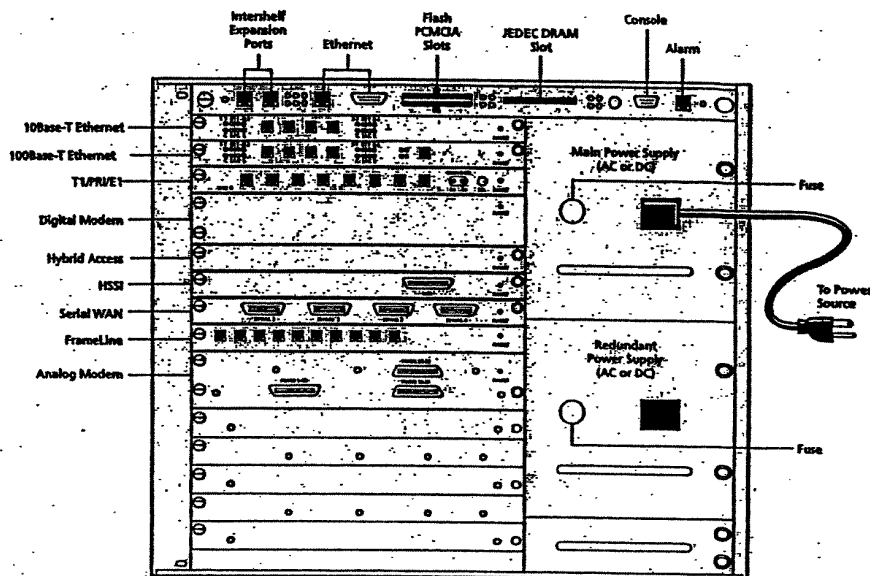 Intershelf
Expansion
Ports
Ethernet
Flash
PCMCIA
Slots
JEDEC DRAM
Slot
Console
Alarm
10Base-T Ethernet
100Base-T Ethernet
T1/PRI/E1
Digital Modem
Hybrid Access
HSSI
Serial WAN
FrameLine
Analog Modem
Main Power Supply
(AC or DC)
Fuse
To Power
Source
Redundant
Power Supply
(AC or DC)
Fuse